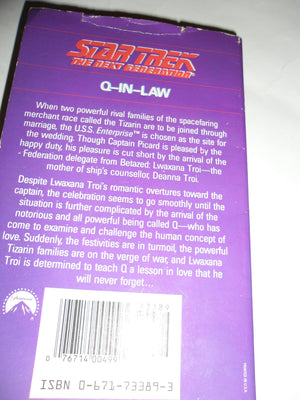 STAR TREK
THE NEXT GENERATION
Q-IN-LAW
When two powerful rival families of the spacefaring
merchant race called the Tizarin are to be joined through
marriage, the U.S.S. Enterprise™ is chosen as the site for
the wedding. Though Captain Picard is pleased by the
happy duty, his pleasure is cut short by the arrival of the
Federation delegate from Betazed: Lwaxana Troi—the
mother of ship's counsellor, Deanna Troi.
Despite Lwaxana Troi's romantic overtures toward the
captain, the celebration seems to go smoothly until the
situation is further complicated by the arrival of the
notorious and all powerful being called Q—who has
come to examine and challenge the human concept of
love. Suddenly, the festivities are in turmoil, the powerful
Tizarin families are on the verge of war, and Lwaxana
Troi is determined to teach Q a lesson in love that he
will never forget...
0 76714 00499
ISBN 0-671-73389-3